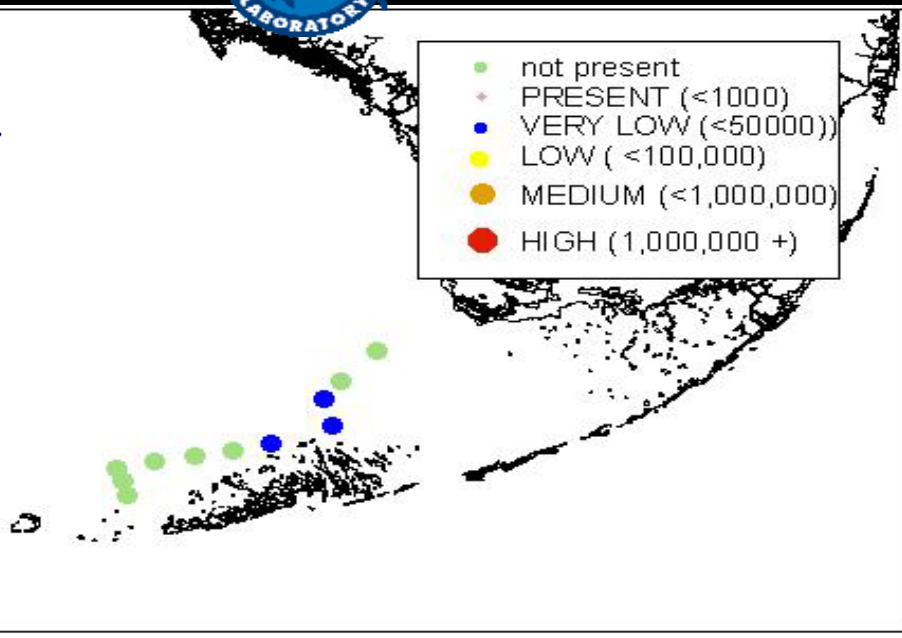 LABORATORY
not present
PRESENT (<1000)
VERY LOW (<50000))
LOW ( <100,000)
MEDIUM (<1,000,000)
HIGH (1,000,000 +)